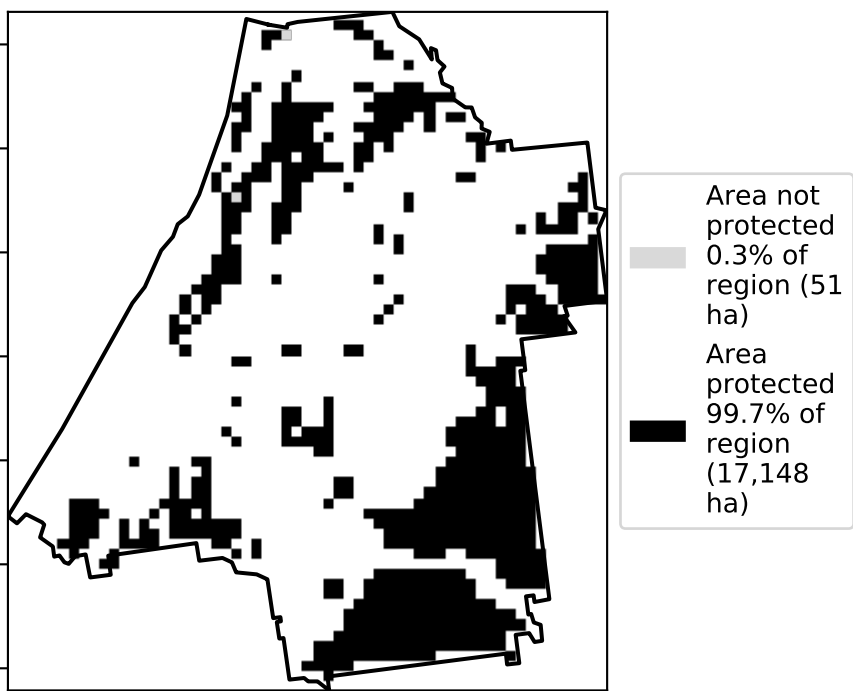 Area not
protected
0.3% of
region (51
ha)
Area
protected
99.7% of
region
(17,148
ha)